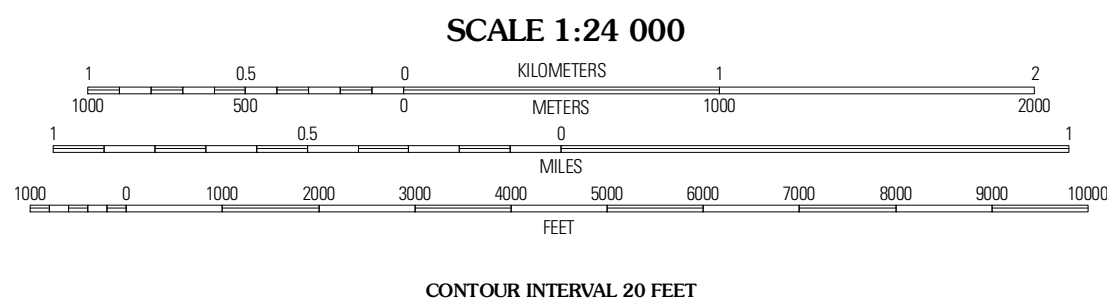 SCALE 1:24 000
1 0.5 0 KILOMETERS 1 2
1000 500 0 METERS 1000 2000
1 0.5 0 1
MILES
1000 0 1000 2000 3000 4000 5000 6000 7000 8000 9000 10000
FEET
CONTOUR INTERVAL 20 FEET